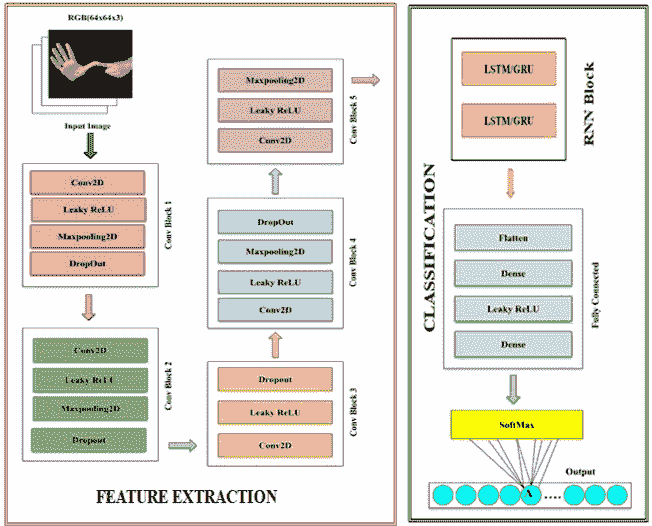 RGB(64x64x3)
Input Image
Conv2D
Leaky ReLU
Maxpooling2D
DropOut
Conv Block 1
Conv2D
Leaky ReLU
Maxpooling2D
Dropout
Conv Block 2
Dropout
Leaky ReLU
Conv2D
Conv Block 3
DropOut
Maxpooling2D
Leaky ReLU
Conv2D
Conv Block 4
Maxpooling2D
Leaky ReLU
Conv2D
Conv Block 5
FEATURE EXTRACTION
LSTM/GRU
LSTM/GRU
RNN Block
CLASSIFICATION
Flatten
Dense
Leaky ReLU
Dense
Fully Connected
SoftMax
Output
A
....